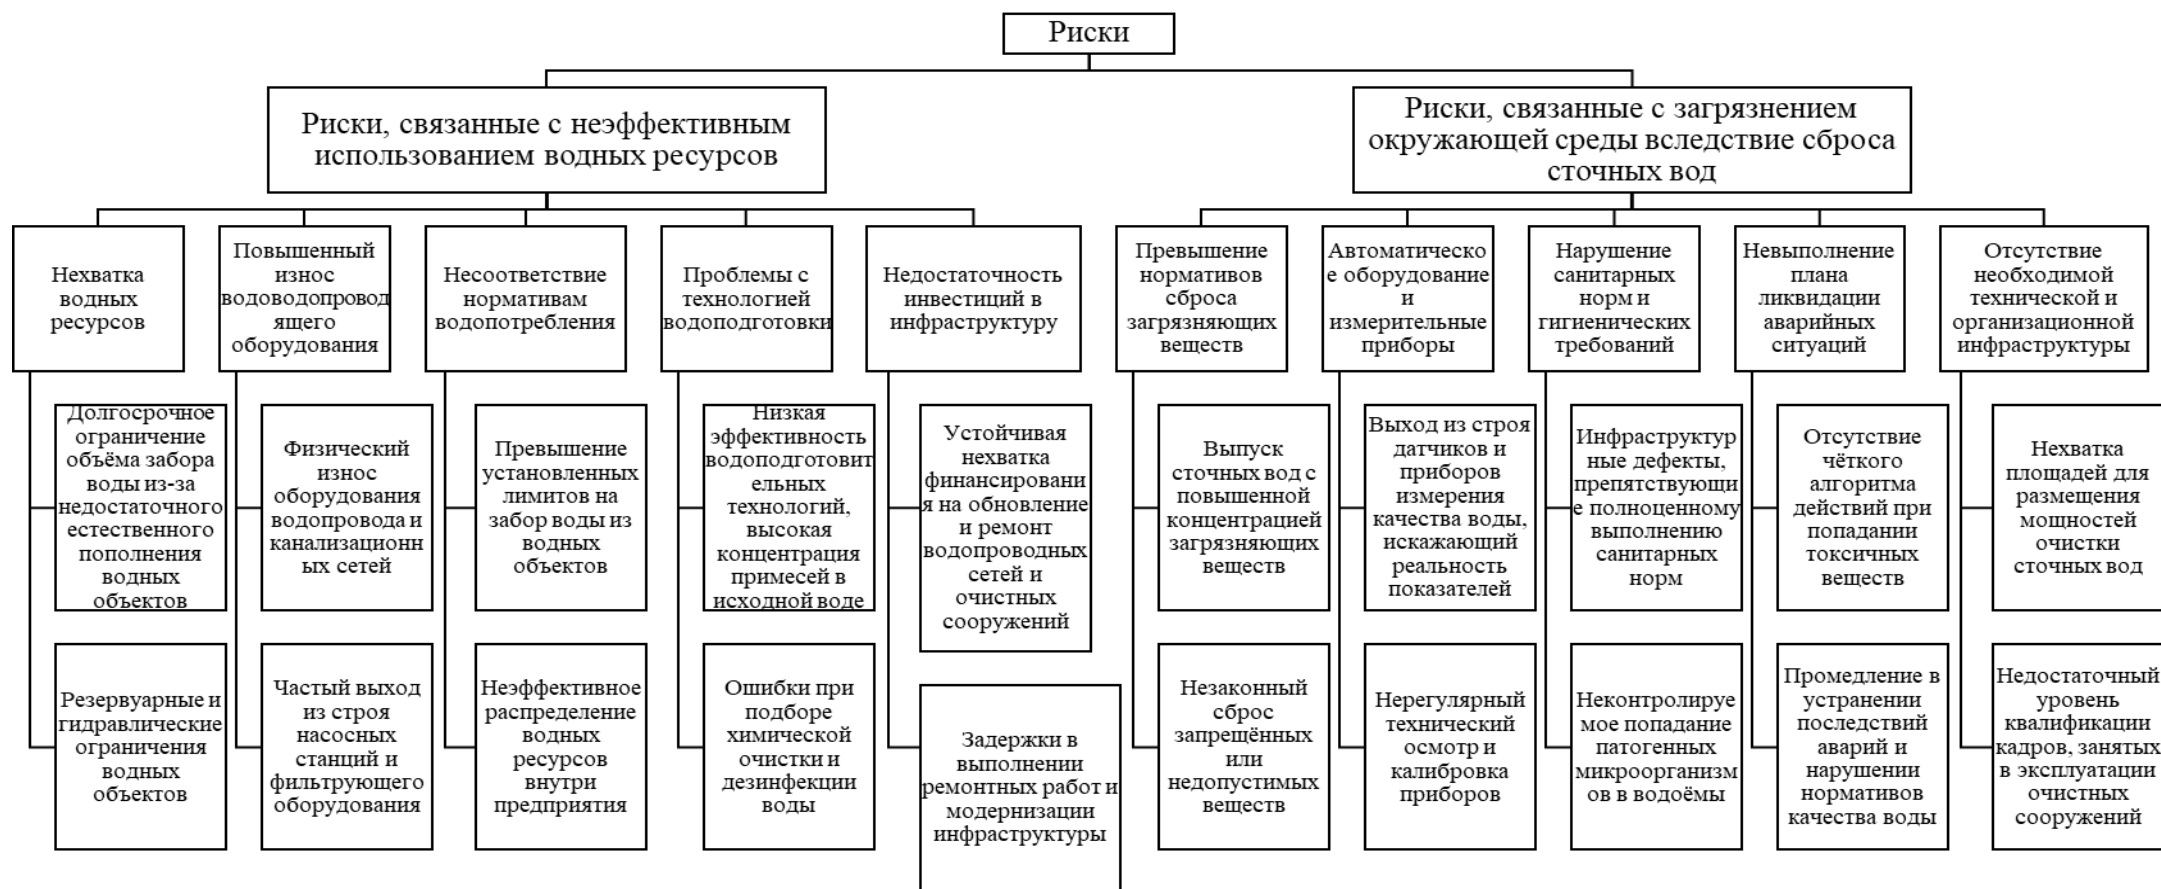 Риски
Риски, связанные с неэффективным
использованием водных ресурсов
Риски, связанные с загрязнением
окружающей среды вследствие сброса
сточных вод
Нехватка
водных
ресурсов
Повышенный
износ
водоводопровод
ящего
оборудования
Несоответствие
нормативам
водопотребления
Проблемы с
технологией
водоподготовки
Недостаточность
инвестиций в
инфраструктуру
Превышение
нормативов
сброса
загрязняющих
веществ
Автоматическо
е оборудование
и
измерительные
приборы
Нарушение
санитарных
норм и
гигиенических
требований
Невыполнение
плана
ликвидации
аварийных
ситуаций
Отсутствие
необходимой
технической и
организационной
инфраструктуры
Долгосрочное
ограничение
объёма забора
воды из-за
недостаточного
естественного
пополнения
водных
объектов
Физический
износ
оборудования
водопровода и
канализационн
ых сетей
Превышение
установленных
лимитов на
забор воды из
водных
объектов
Низкая
эффективность
водоподготовит
ельных
технологий,
высокая
концентрация
примесей в
исходной воде
Устойчивая
нехватка
финансировани
я на обновление
и ремонт
водопроводных
сетей и
очистных
сооружений
Выпуск
сточных вод с
повышенной
концентрацией
загрязняющих
веществ
Выход из строя
датчиков и
приборов
измерения
качества воды,
искажающий
реальность
показателей
Инфраструктур
ные дефекты,
препятствующи
е полноценному
выполнению
санитарных
норм
Отсутствие
чёткого
алгоритма
действий при
попадании
токсичных
веществ
Нехватка
площадей для
размещения
мощностей
очистки
сточных вод
Резервуарные и
гидравлические
ограничения
водных
объектов
Частый выход
из строя
насосных
станций и
фильтрующего
оборудования
Неэффективное
распределение
водных
ресурсов
внутри
предприятия
Ошибки при
подборе
химической
очистки и
дезинфекции
воды
Задержки в
выполнении
ремонтных работ и
модернизации
инфраструктуры
Незаконный
сброс
запрещённых
или
недопустимых
веществ
Нерегулярный
технический
осмотр и
калибровка
приборов
Неконтролируе
мое попадание
патогенных
микроорганизм
ов в водоёмы
Промедление в
устранении
последствий
аварий и
нарушении
нормативов
качества воды
Недостаточный
уровень
квалификации
кадров, занятых
в эксплуатации
очистных
сооружений